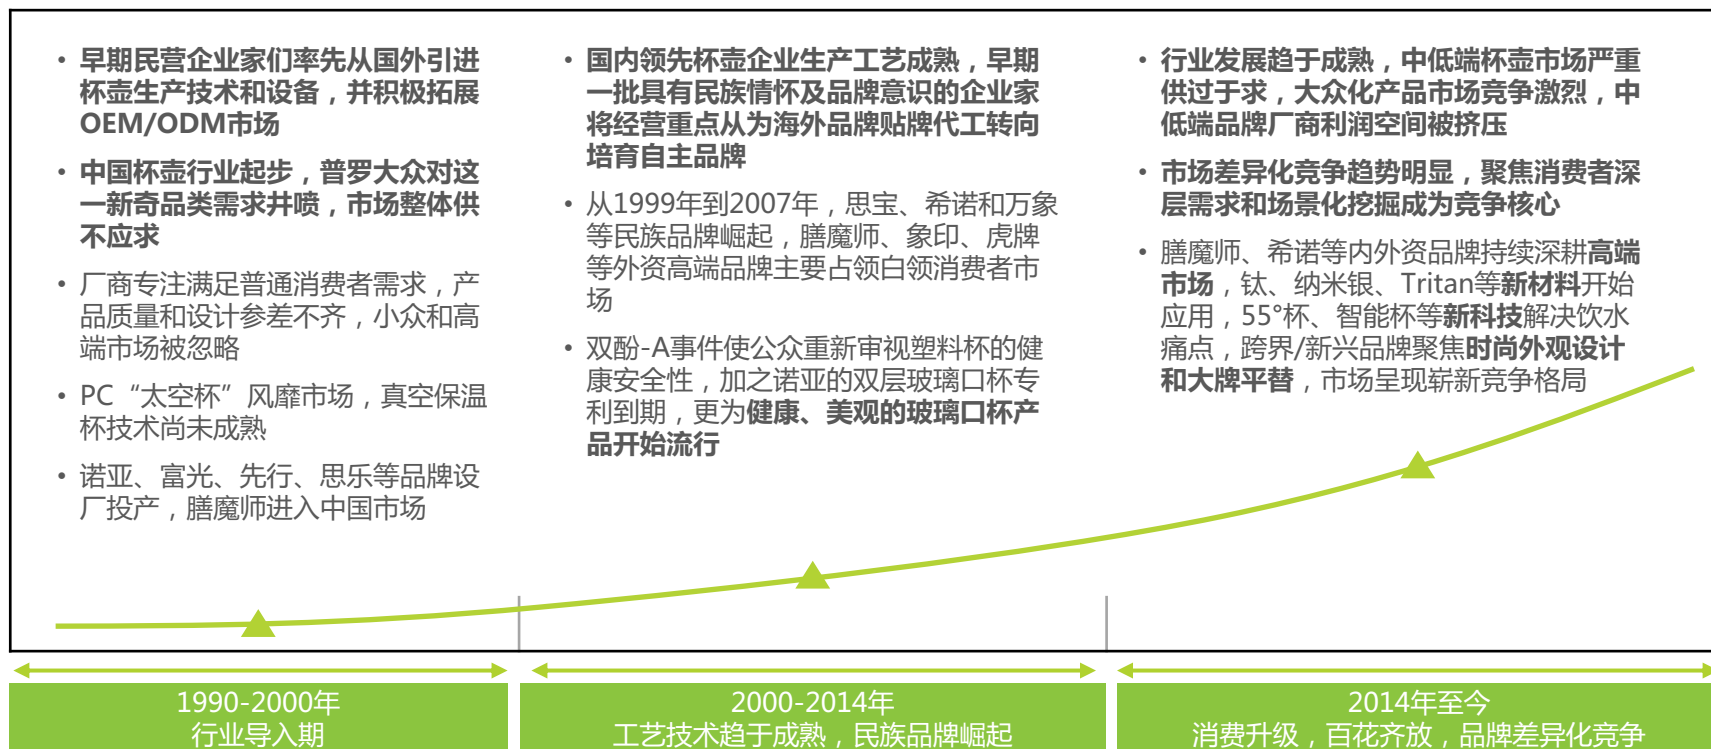 • 早期民营企业家们率先从国外引进
杯壶生产技术和设备，并积极拓展
OEM/ODM市场
• 中国杯壶行业起步，普罗大众对这
一新奇品类需求井喷，市场整体供
不应求
• 厂商专注满足普通消费者需求，产
品质量和设计参差不齐，小众和高
端市场被忽略
• PC“太空杯”风靡市场，真空保温
杯技术尚未成熟
• 诺亚、富光、先行、思乐等品牌设
厂投产，膳魔师进入中国市场
• 国内领先杯壶企业生产工艺成熟，早期
一批具有民族情怀及品牌意识的企业家
将经营重点从为海外品牌贴牌代工转向
培育自主品牌
• 从1999年到2007年，思宝、希诺和万象
等民族品牌崛起，膳魔师、象印、虎牌
等外资高端品牌主要占领白领消费者市
场
• 双酚-A事件使公众重新审视塑料杯的健
康安全性，加之诺亚的双层玻璃口杯专
利到期，更为健康、美观的玻璃口杯产
品开始流行
• 行业发展趋于成熟，中低端杯壶市场严重
供过于求，大众化产品市场竞争激烈，中
低端品牌厂商利润空间被挤压
• 市场差异化竞争趋势明显，聚焦消费者深
层需求和场景化挖掘成为竞争核心
• 膳魔师、希诺等内外资品牌持续深耕高端
市场，钛、纳米银、Tritan等新材料开始
应用，55°杯、智能杯等新科技解决饮水
痛点，跨界/新兴品牌聚焦时尚外观设计
和大牌平替，市场呈现崭新竞争格局
1990-2000年
行业导入期
2000-2014年
工艺技术趋于成熟，民族品牌崛起
2014年至今
消费升级，百花齐放，品牌差异化竞争